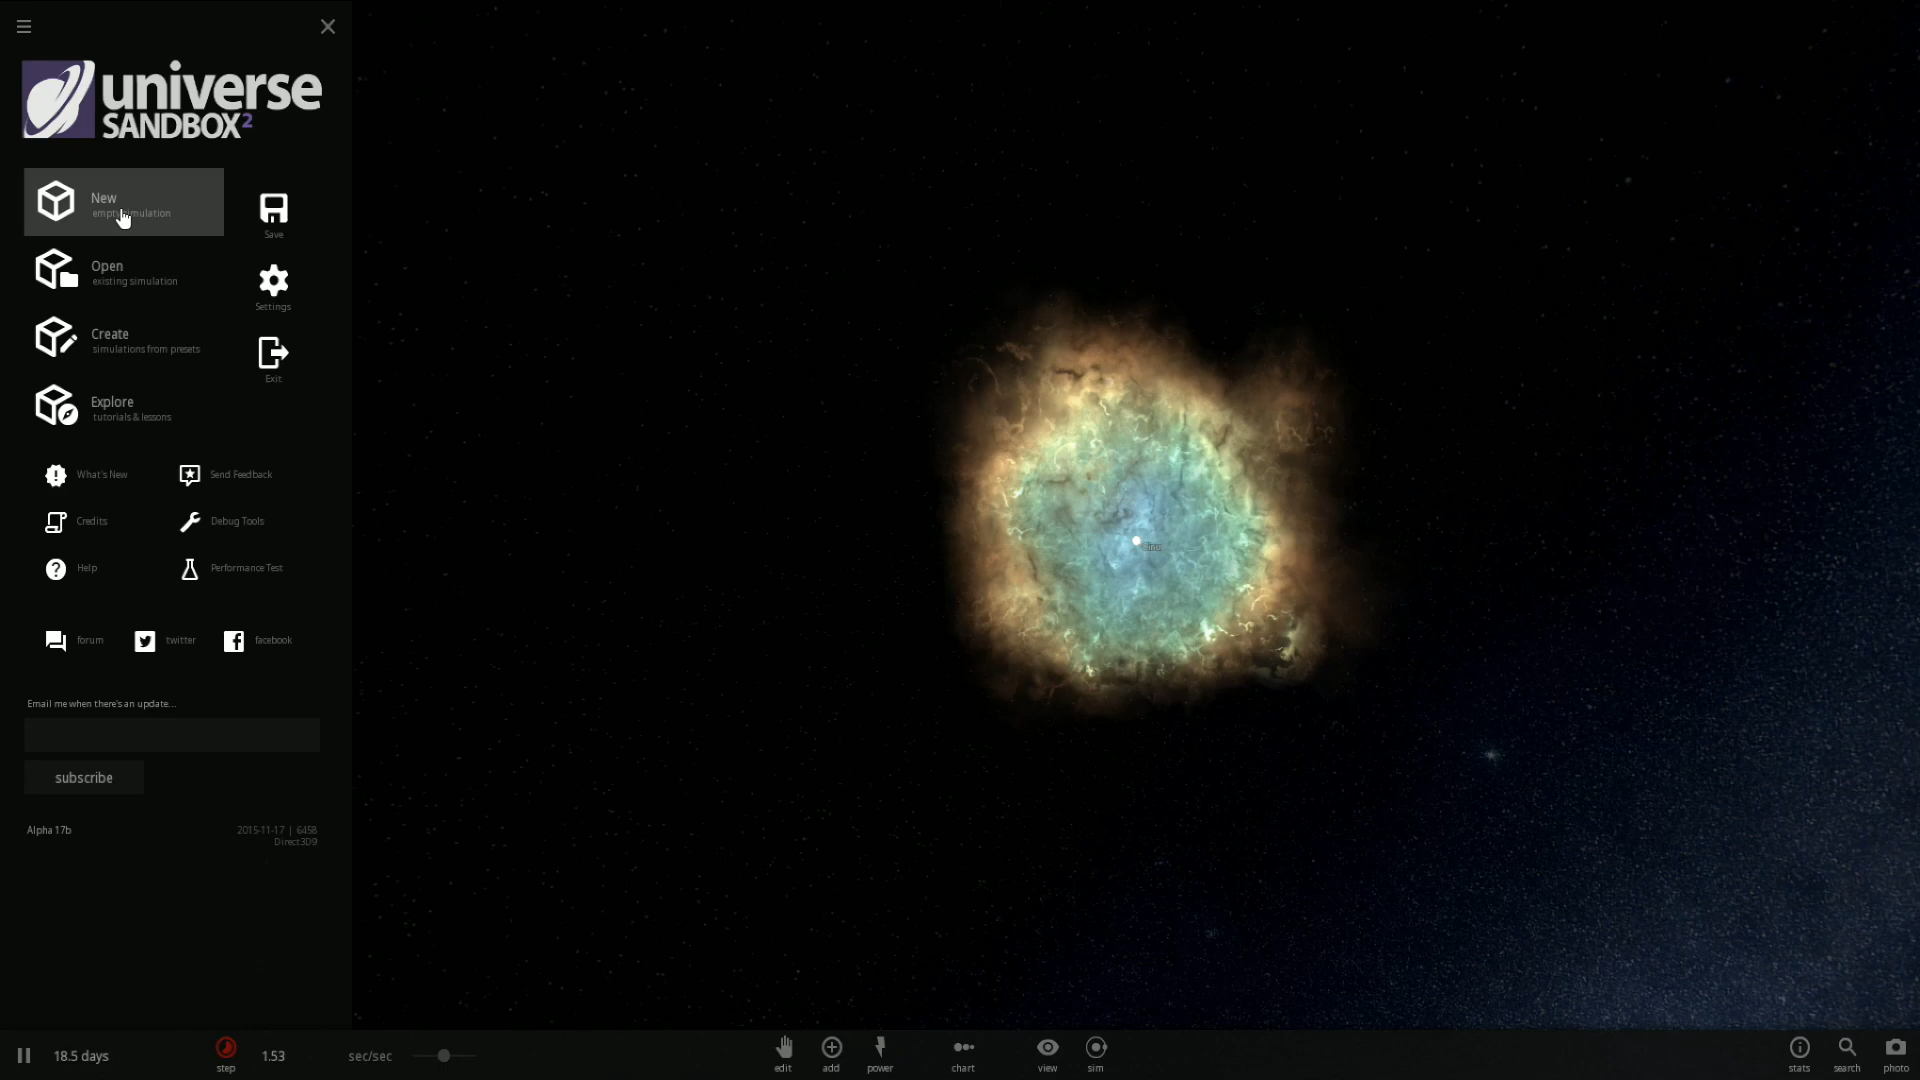 universe
SANDBOX²
New
empty simulation
Save
Open
existing simulation
Settings
Create
simulations from presets
Exit
Explore
tutorials & lessons
What's New
Send Feedback
Credits
Debug Tools
Help
Performance Test
forum
twitter
facebook
Email me when there's an update...
subscribe
Alpha 17b
2015-11-17 | 6458
Direct3D9
18.5 days
step
1.53
sec/sec
edit
add
power
chart
view
sim
stats
search
photo